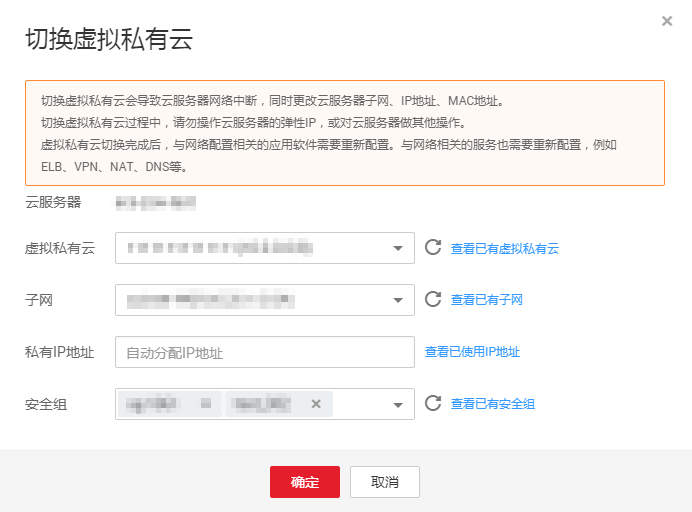 切换虚拟私有云
切换虚拟私有云会导致云服务器网络中断，同时更改云服务器子网、IP地址、MAC地址。
切换虚拟私有云过程中，请勿操作云服务器的弹性IP，或对云服务器做其他操作。
虚拟私有云切换完成后，与网络配置相关的应用软件需要重新配置。与网络相关的服务也需要重新配置，例如
ELB、VPN、NAT、DNS等。
云服务器
虚拟私有云 查看已有虚拟私有云
子网 查看已有子网
私有IP地址 自动分配IP地址 查看已使用IP地址
安全组 查看已有安全组
确定 取消